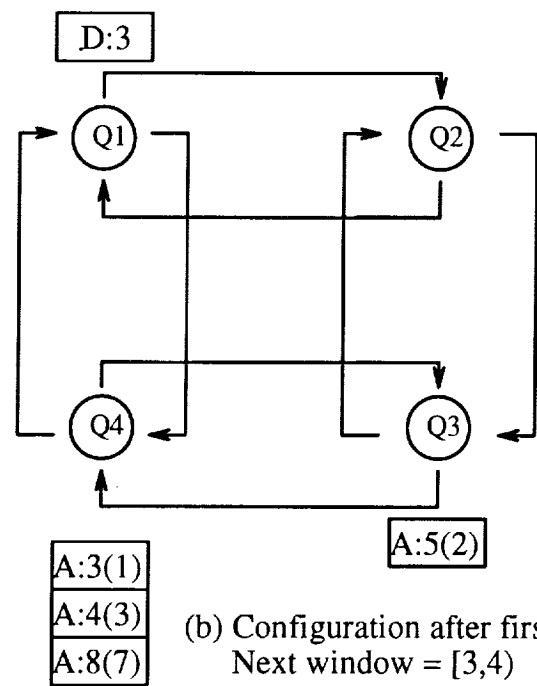 D:3
Q1
Q2
Q4
Q3
A:5(2)
A:3(1)
A:4(3)
A:8(7)
(b) Configuration after
Next window = [3,4)